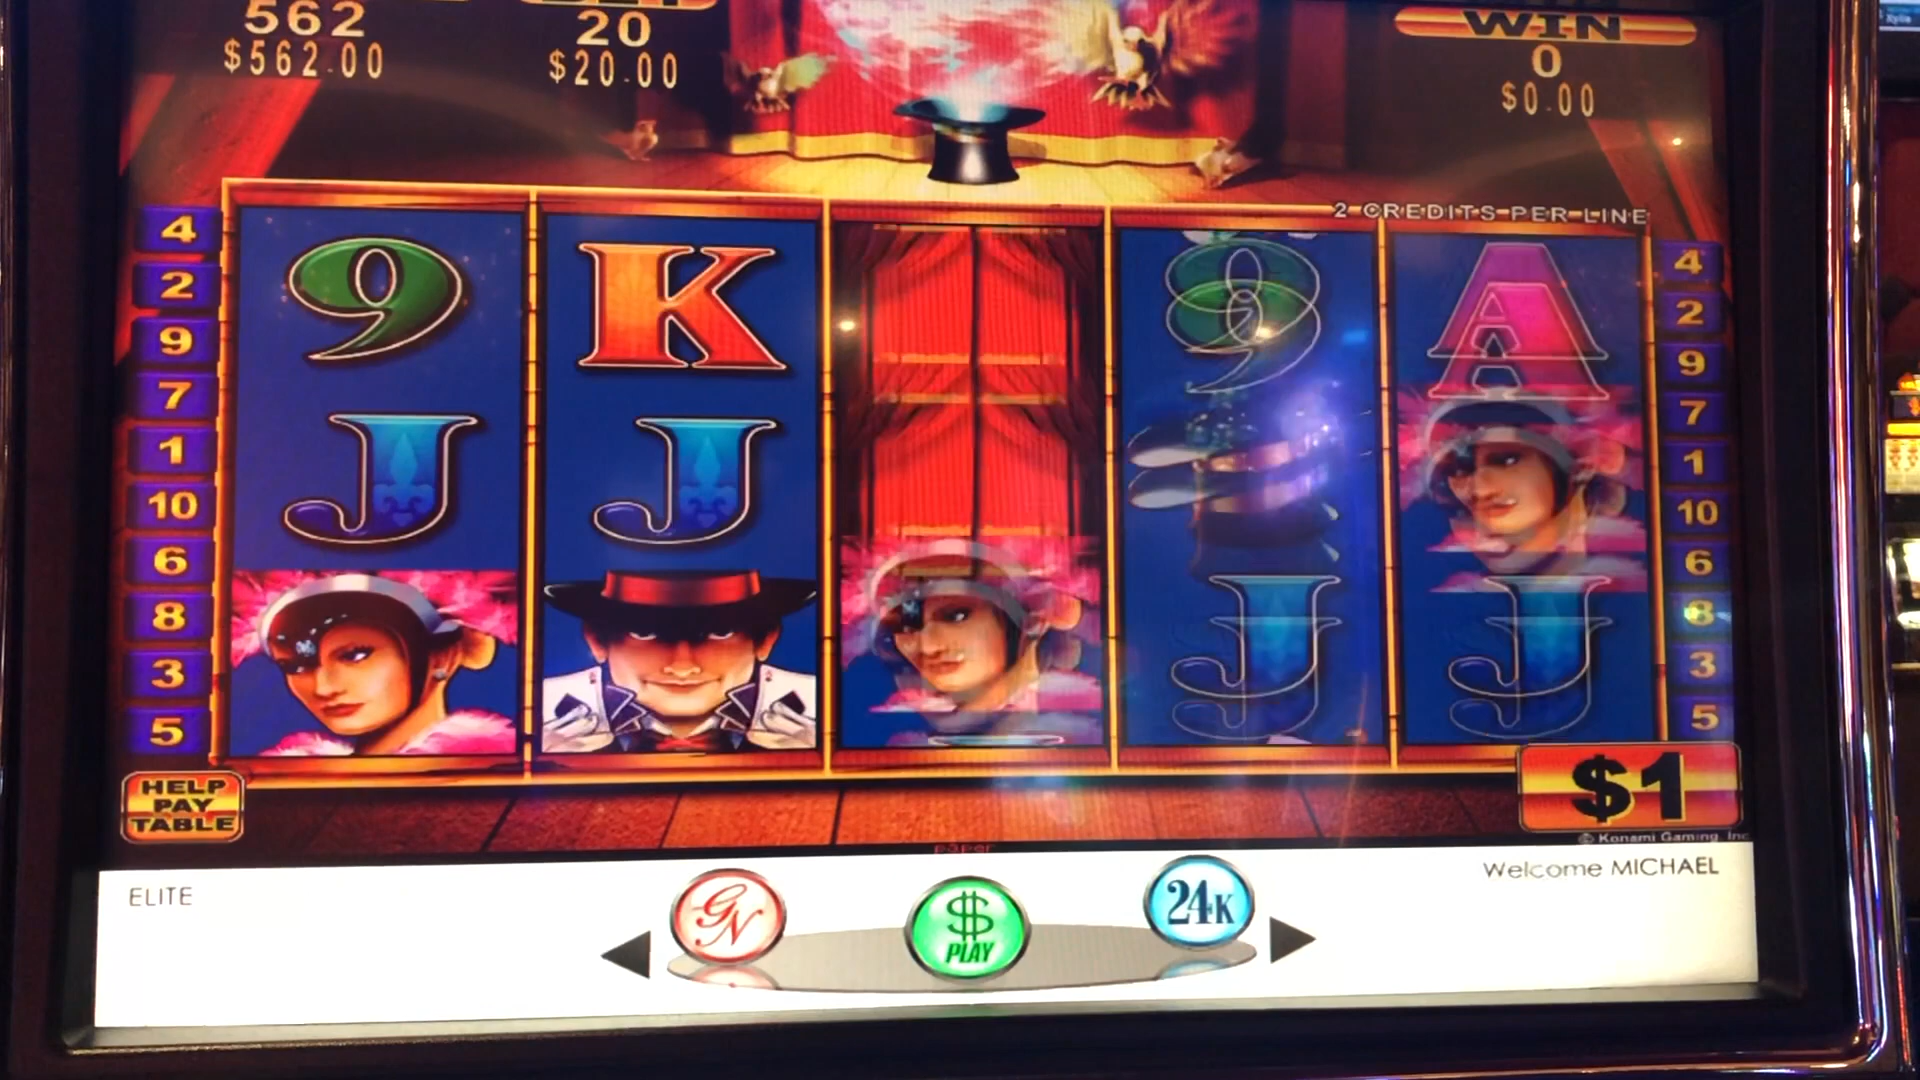 562
$562.00
20
$20.00
WIN
0
$0.00
2 CREDITS PER LINE
4
2
9
7
1
10
6
8
3
5
9
K
9
A
J
J
J
J
4
2
9
7
1
10
6
8
3
5
HELP
PAY
TABLE
$1
© Konami Gaming, Inc
paper
ELITE
Welcome MICHAEL
GN
$
PLAY
24K